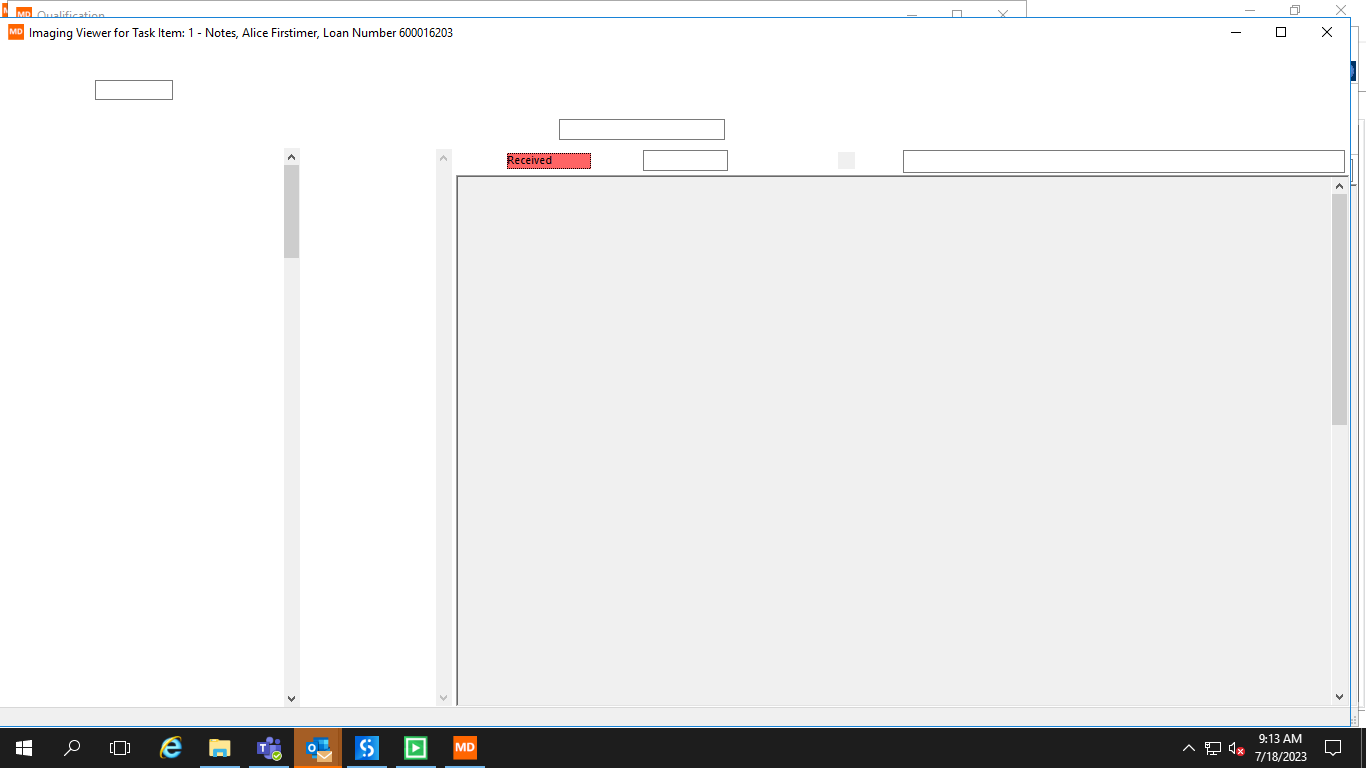 MD Qualification
MD Imaging Viewer for Task Item: 1 - Notes, Alice Firstimer, Loan Number 600016203
Received
MD
9:13 AM
7/18/2023